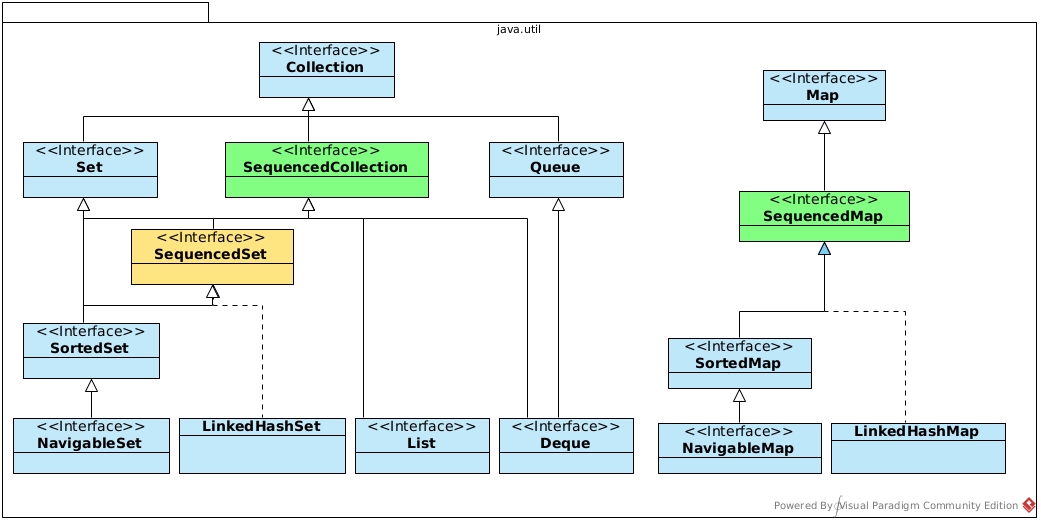 java.util
<<Interface>>
Collection
<<Interface>>
Map
<<Interface>>
Set
<<Interface>>
SequencedCollection
<<Interface>>
Queue
<<Interface>>
SequencedMap
<<Interface>>
SequencedSet
<<Interface>>
SortedSet
<<Interface>>
SortedMap
<<Interface>>
NavigableSet
LinkedHashSet
<<Interface>>
List
<<Interface>>
Deque
<<Interface>>
NavigableMap
LinkedHashMap
Powered By Visual Paradigm Community Edition